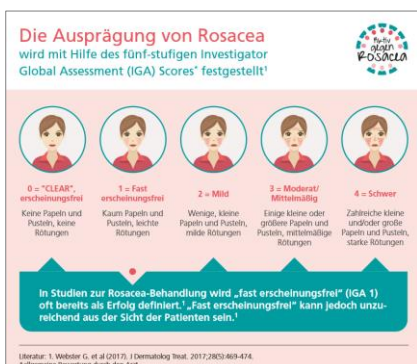 Die Ausprägung von Rosacea
wird mit Hilfe des fünf-stufigen Investigator
Global Assessment (IGA) Scores* festgestellt¹
Aktiv
gegen
Rosacea
0 = "CLEAR",
erscheinungsfrei
Keine Papeln und
Pusteln, keine
Rötungen
1 = Fast
erscheinungsfrei
Kaum Papeln und
Pusteln, leichte
Rötungen
2 = Mild
Wenige, kleine
Papeln und Pusteln,
milde Rötungen
3 = Moderat/
Mittelmäßig
Einige kleine oder
größere Papeln und
Pusteln, mittelmäßige
Rötungen
4 = Schwer
Zahlreiche kleine
und/oder große
Papeln und Pusteln,
starke Rötungen
In Studien zur Rosacea-Behandlung wird „fast erscheinungsfrei" (IGA 1)
oft bereits als Erfolg definiert.¹ „Fast erscheinungsfrei" kann jedoch unzu-
reichend aus der Sicht der Patienten sein.¹
Literatur: 1. Webster G. et al (2017). J Dermatolog Treat. 2017;28(5):469-474.